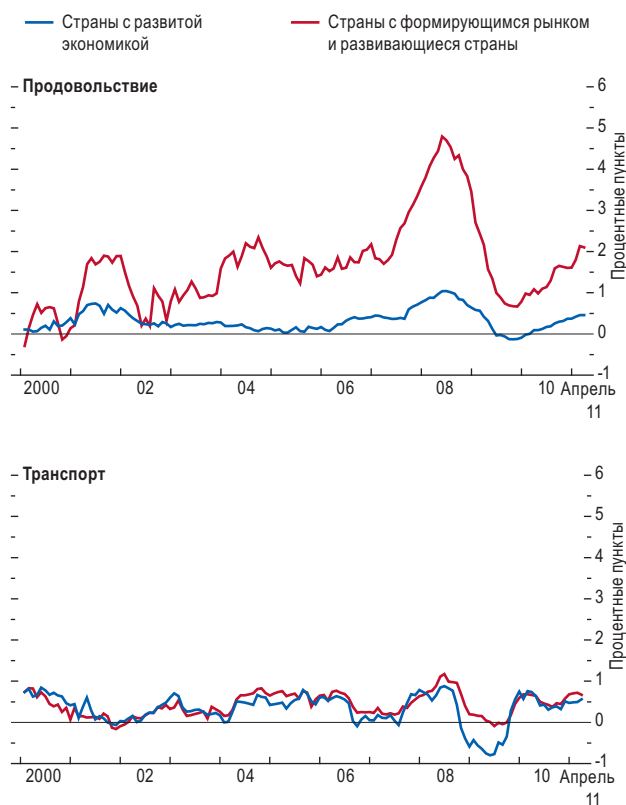 Страны с развитой
экономикой
Страны с формирующимся рынком
и развивающиеся страны
Продовольствие
6
5
4
3
2
1
0
-1
Процентные пункты
2000 02 04 06 08 10 Апрель
11
Транспорт
6
5
4
3
2
1
0
-1
Процентные пункты
2000 02 04 06 08 10 Апрель
11